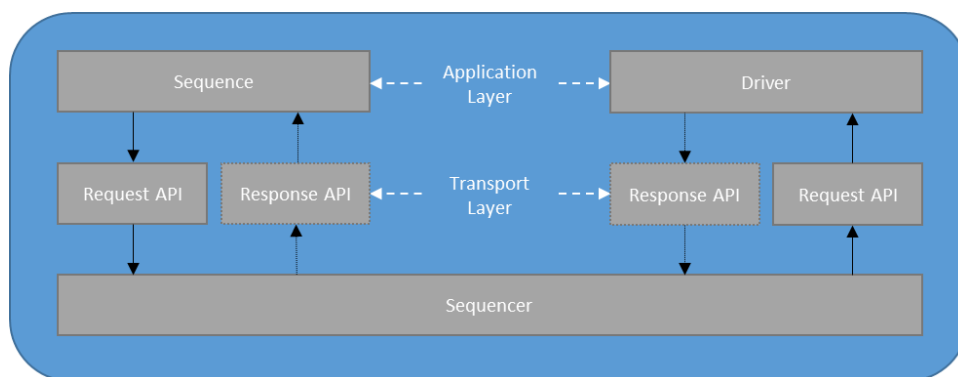 Sequence
Application
Layer
Driver
Request API
Response API
Transport
Layer
Response API
Request API
Sequencer